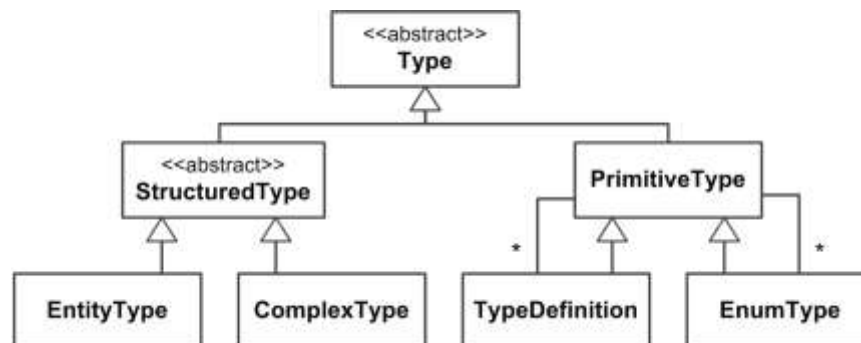 <<abstract>>
Type
<<abstract>>
StructuredType
PrimitiveType
* *
EntityType
ComplexType
TypeDefinition
EnumType